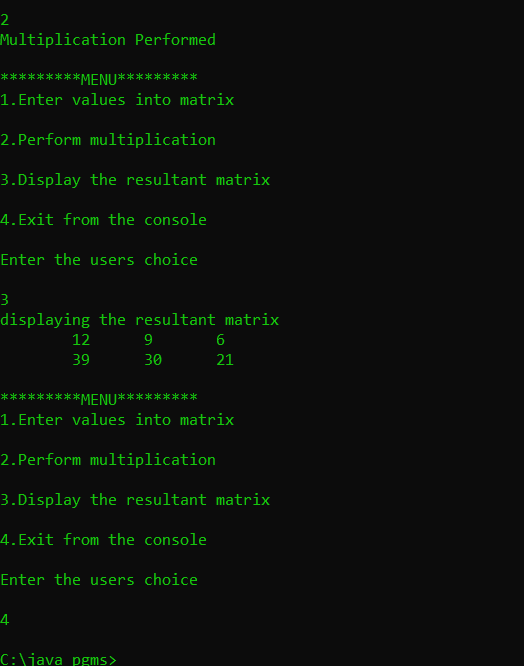 2
Multiplication Performed
*********MENU*********
1.Enter values into matrix
2.Perform multiplication
3.Display the resultant matrix
4.Exit from the console
Enter the users choice
3
displaying the resultant matrix
12 9 6
39 30 21
*********MENU*********
1.Enter values into matrix
2.Perform multiplication
3.Display the resultant matrix
4.Exit from the console
Enter the users choice
4
C:\java pgms>